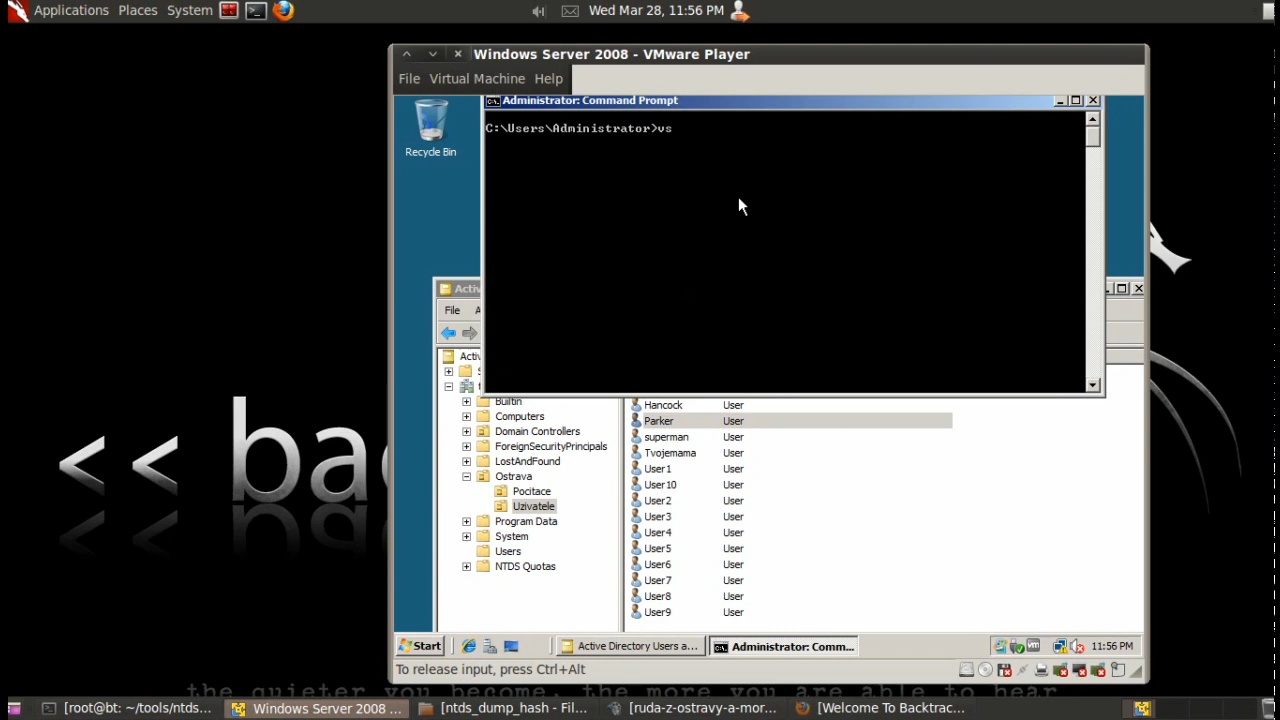 Applications Places System Wed Mar 28, 11:56 PM
Windows Server 2008 - VMware Player
File Virtual Machine Help
Administrator: Command Prompt
C:\Users\Administrator>vs
Recycle Bin
File
Builtin
Computers
Domain Controllers
ForeignSecurityPrincipals
LostAndFound
Ostrava
Pocitace
Uzivatele
Program Data
System
Users
NTDS Quotas
Hancock User
Parker User
superman User
Tvojemama User
User1 User
User10 User
User2 User
User3 User
User4 User
User5 User
User6 User
User7 User
User8 User
User9 User
Start Active Directory Users a... Administrator: Comm... 11:56 PM
To release input, press Ctrl+Alt
<< ba
the quieter you become, the more you are able to hear
[root@bt: ~/tools/ntds... Windows Server 2008 ... [ntds_dump_hash - Fil... [ruda-z-ostravy-a-mor... [Welcome To Backtrac...